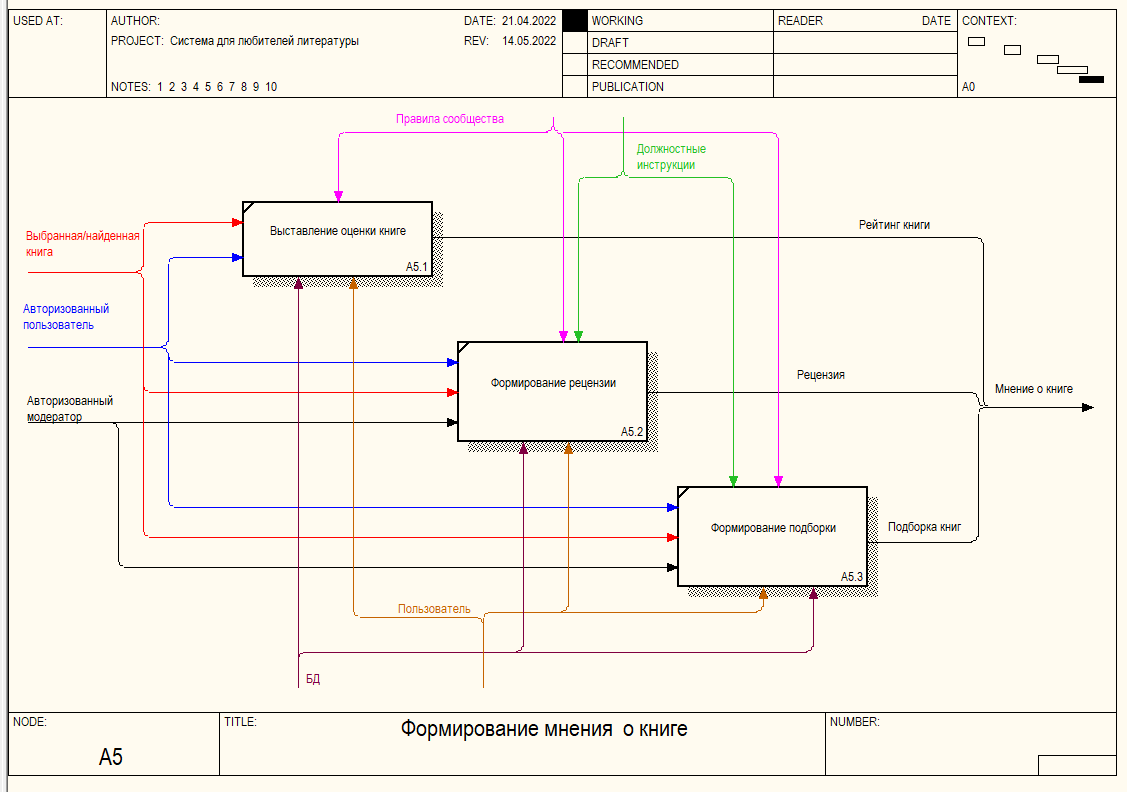 USED AT:
AUTHOR:
DATE: 21.04.2022
PROJECT: Система для любителей литературы
REV: 14.05.2022
NOTES: 1 2 3 4 5 6 7 8 9 10
WORKING
DRAFT
RECOMMENDED
PUBLICATION
READER
DATE
CONTEXT:
A0
Правила сообщества
Должностные
инструкции
Выбранная/найденная
книга
Выставление оценки книге
A5.1
Рейтинг книги
Авторизованный
пользователь
Формирование рецензии
A5.2
Рецензия
Мнение о книге
Авторизованный
модератор
Формирование подборки
A5.3
Подборка книг
Пользователь
БД
NODE:
A5
TITLE:
Формирование мнения о книге
NUMBER: